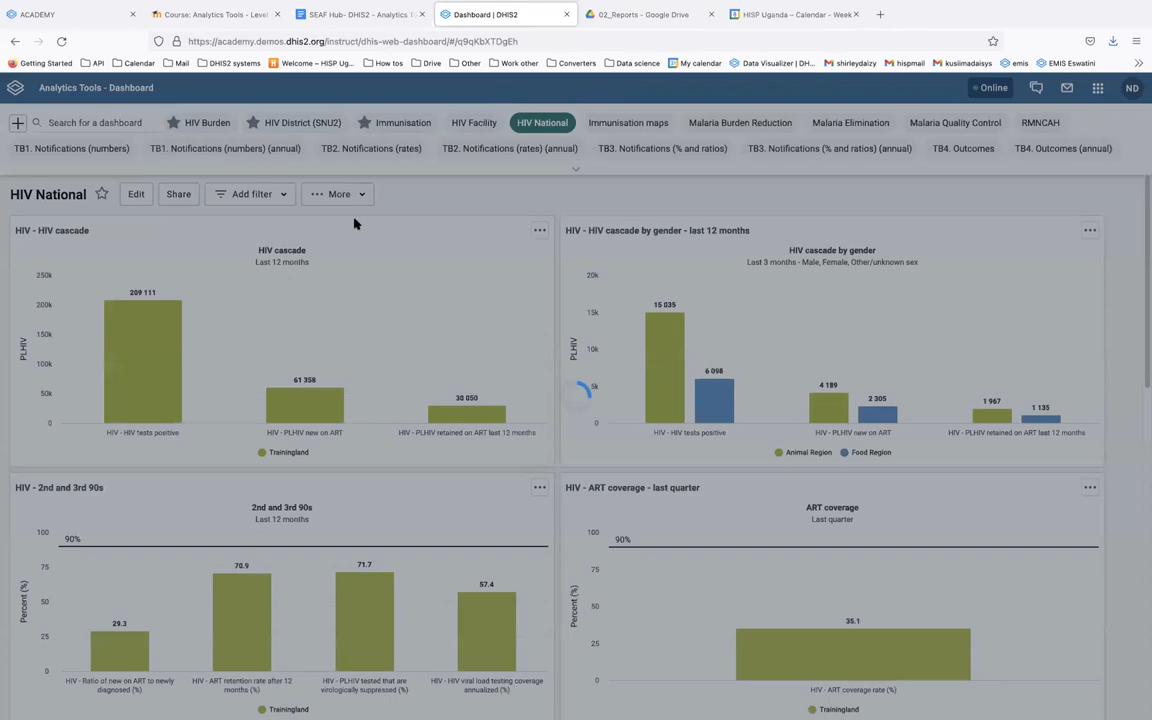 ACADEMY
Course: Analytics Tools - Level
SEAF Hub- DHIS2 - Analytics T
Dashboard | DHIS2
02_Reports - Google Drive
HISP Uganda – Calendar - Week
https://academy.demos.dhis2.org/instruct/dhis-web-dashboard/#/q9qKbXTDgEh
Getting Started
API
Calendar
Mail
DHIS2 systems
Welcome – HISP Ug...
How tos
Drive
Other
Work other
Converters
Data science
My calendar
Data Visualizer | DH...
shirleydaizy
hispmail
kusiimadaisys
emis
EMIS Eswatini
Analytics Tools - Dashboard
Online
ND
Search for a dashboard
HIV Burden
HIV District (SNU2)
Immunisation
HIV Facility
HIV National
Immunisation maps
Malaria Burden Reduction
Malaria Elimination
Malaria Quality Control
RMNCAH
TB1. Notifications (numbers)
TB1. Notifications (numbers) (annual)
TB2. Notifications (rates)
TB2. Notifications (rates) (annual)
TB3. Notifications (% and ratios)
TB3. Notifications (% and ratios) (annual)
TB4. Outcomes
TB4. Outcomes (annual)
HIV National
Edit
Share
Add filter
More
HIV - HIV cascade
HIV cascade
Last 12 months
250k
200k
150k
100k
50k
0
PLHIV
209 111
61 358
30 050
HIV - HIV tests positive
HIV - PLHIV new on ART
HIV - PLHIV retained on ART last 12 months
Trainingland
HIV - HIV cascade by gender - last 12 months
HIV cascade by gender
Last 3 months - Male, Female, Other/unknown sex
20k
15k
10k
5k
0
PLHIV
15 035
6 098
4 189
2 305
1 967
1 135
HIV - HIV tests positive
HIV - PLHIV new on ART
HIV - PLHIV retained on ART last 12 months
Animal Region
Food Region
HIV - 2nd and 3rd 90s
2nd and 3rd 90s
Last 12 months
100
75
50
25
0
Percent (%)
90%
29.3
70.9
71.7
57.4
HIV - Ratio of new on ART to newly
diagnosed (%)
HIV - ART retention rate after 12
months (%)
HIV - PLHIV tested that are
virologically suppressed (%)
HIV - HIV viral load testing coverage
annualized (%)
Trainingland
HIV - ART coverage - last quarter
ART coverage
Last quarter
100
75
50
25
0
Percent (%)
90%
35.1
HIV - ART coverage rate (%)
Trainingland